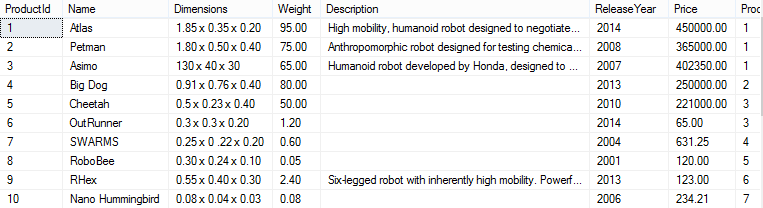 ProductId Name Dimensions Weight Description ReleaseYear Price Proc
1 Atlas 1.85 x 0.35 x 0.20 95.00 High mobility, humanoid robot designed to negotiate... 2014 450000.00 1
2 Petman 1.80 x 0.50 x 0.40 75.00 Anthropomorphic robot designed for testing chemica... 2008 365000.00 1
3 Asimo 130 x 40 x 30 65.00 Humanoid robot developed by Honda, designed to ... 2007 402350.00 1
4 Big Dog 0.91 x 0.76 x 0.40 80.00 2013 250000.00 2
5 Cheetah 0.5 x 0.23 x 0.40 50.00 2010 221000.00 3
6 OutRunner 0.3 x 0.3 x 0.20 1.20 2014 65.00 3
7 SWARMS 0.25 x 0 .22 x 0.20 0.60 2004 631.25 4
8 RoboBee 0.30 x 0.24 x 0.10 0.05 2001 120.00 5
9 RHex 0.55 x 0.40 x 0.30 2.40 Six-legged robot with inherently high mobility. Powerf... 2013 123.00 6
10 Nano Hummingbird 0.08 x 0.04 x 0.03 0.08 2006 234.21 7